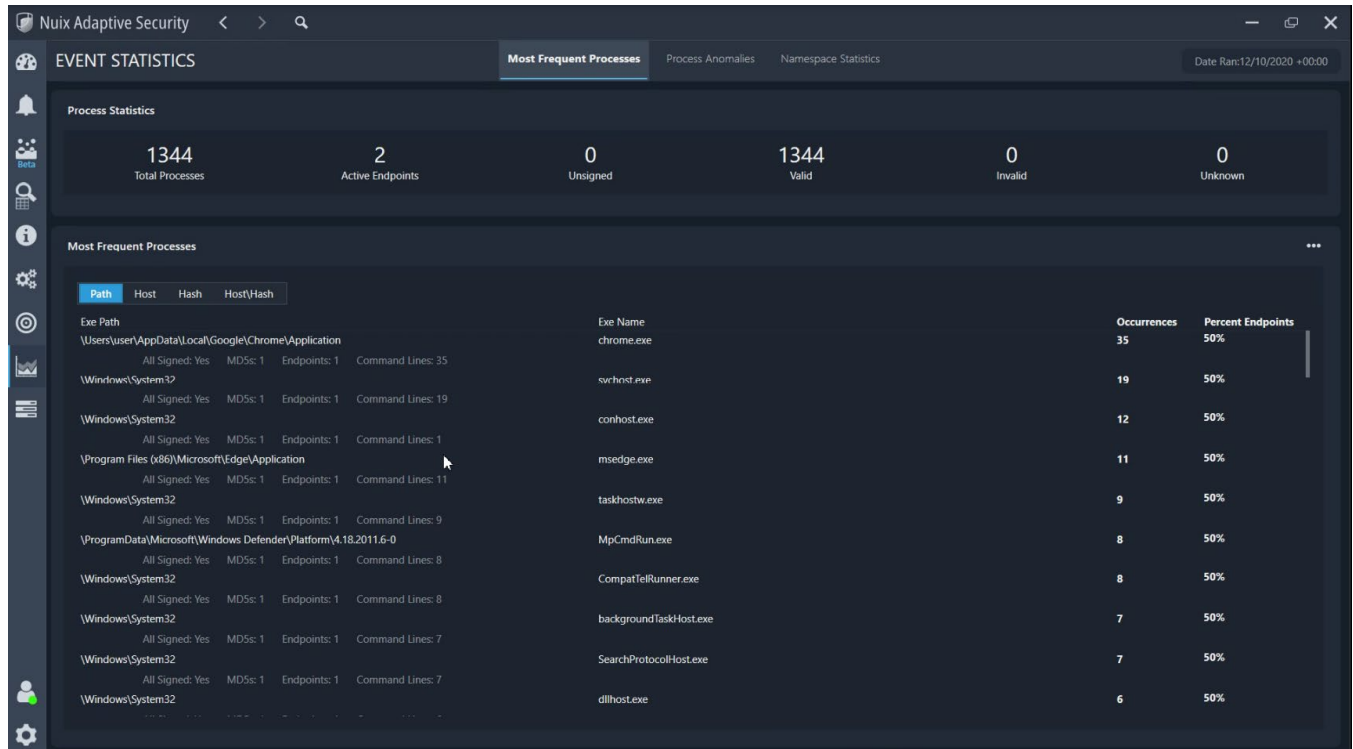 Nuix Adaptive Security
EVENT STATISTICS
Most Frequent Processes Process Anomalies Namespace Statistics
Date Ran:12/10/2020 +00:00
Beta
Process Statistics
1344 2 0 1344 0 0
Total Processes Active Endpoints Unsigned Valid Invalid Unknown
Most Frequent Processes
Path Host Hash Host\Hash
Exe Path Exe Name Occurrences Percent Endpoints
\Users\user\AppData\Local\Google\Chrome\Application chrome.exe 35 50%
All Signed: Yes MD5s: 1 Endpoints: 1 Command Lines: 35
\Windows\System32 svchost.exe 19 50%
All Signed: Yes MD5s: 1 Endpoints: 1 Command Lines: 19
\Windows\System32 conhost.exe 12 50%
All Signed: Yes MD5s: 1 Endpoints: 1 Command Lines: 1
\Program Files (x86)\Microsoft\Edge\Application msedge.exe 11 50%
All Signed: Yes MD5s: 1 Endpoints: 1 Command Lines: 11
\Windows\System32 taskhostw.exe 9 50%
All Signed: Yes MD5s: 1 Endpoints: 1 Command Lines: 9
\ProgramData\Microsoft\Windows Defender\Platform\4.18.2011.6-0 MpCmdRun.exe 8 50%
All Signed: Yes MD5s: 1 Endpoints: 1 Command Lines: 8
\Windows\System32 CompatTelRunner.exe 8 50%
All Signed: Yes MD5s: 1 Endpoints: 1 Command Lines: 8
\Windows\System32 backgroundTaskHost.exe 7 50%
All Signed: Yes MD5s: 1 Endpoints: 1 Command Lines: 7
\Windows\System32 SearchProtocolHost.exe 7 50%
All Signed: Yes MD5s: 1 Endpoints: 1 Command Lines: 7
\Windows\System32 dllhost.exe 6 50%